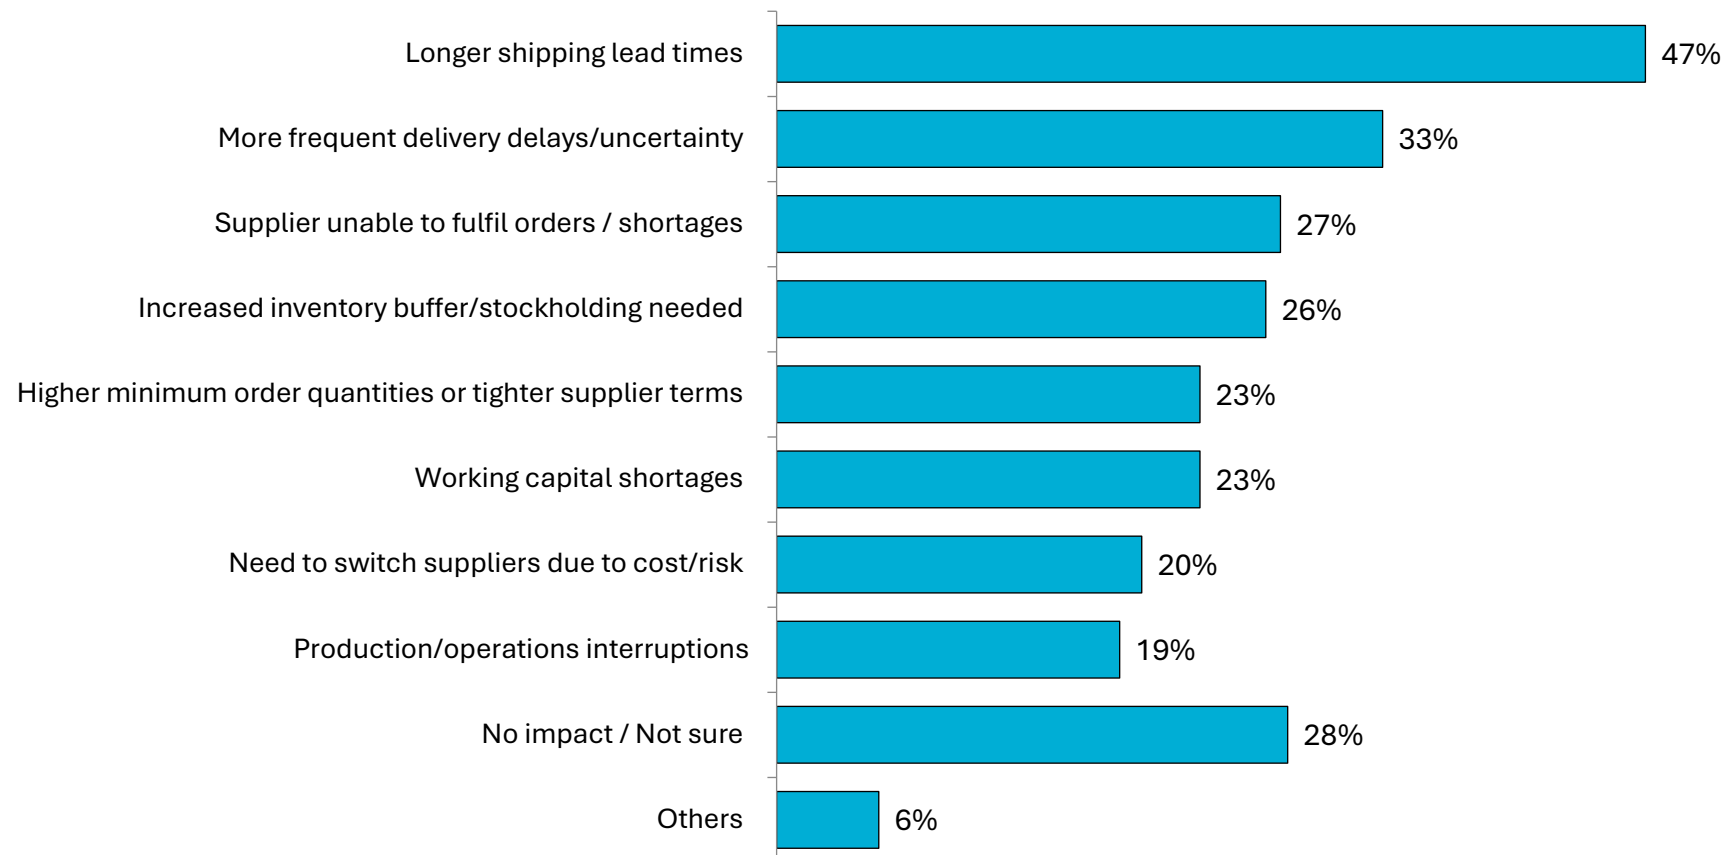 Longer shipping lead times 47%
More frequent delivery delays/uncertainty 33%
Supplier unable to fulfil orders / shortages 27%
Increased inventory buffer/stockholding needed 26%
Higher minimum order quantities or tighter supplier terms 23%
Working capital shortages 23%
Need to switch suppliers due to cost/risk 20%
Production/operations interruptions 19%
No impact / Not sure 28%
Others 6%